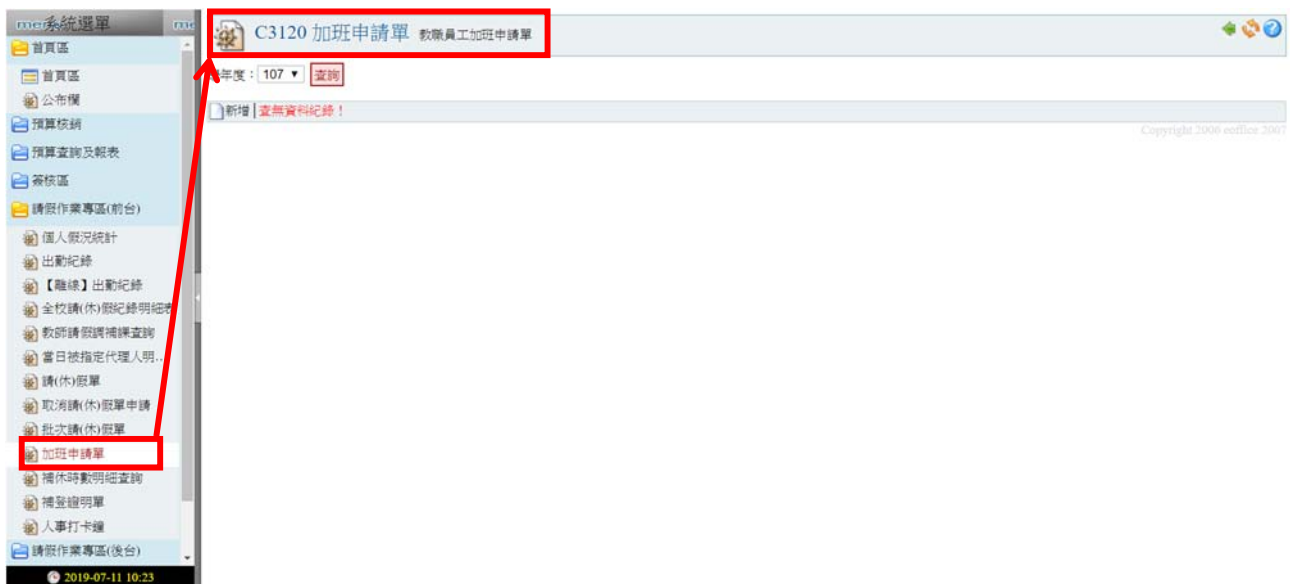 系統選單
首頁區
首頁區
公布欄
預算核銷
預算查詢及報表
簽核區
請假作業專區(前台)
個人假況統計
出勤紀錄
【離線】出勤紀錄
全校請(休)假紀錄明細表
教師請假調補課查詢
當日被指定代理人明...
請(休)假單
取消請(休)假單申請
批次請(休)假單
加班申請單
補休時數明細查詢
補登證明單
人事打卡鐘
請假作業專區(後台)
2019-07-11 10:23
C3120 加班申請單 教職員工加班申請單
年度：107 查詢
新增 查無資料紀錄！
Copyright 2006 eoffice 2007